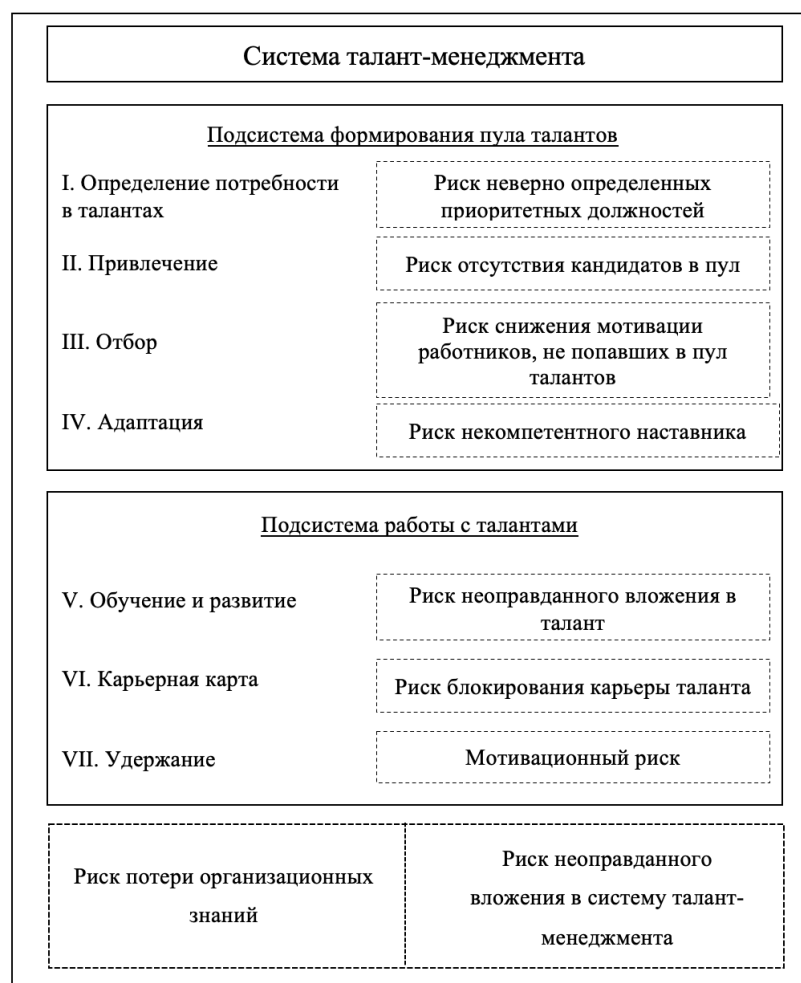 Система талант-менеджмента
Подсистема формирования пула талантов
I. Определение потребности
в талантах
Риск неверно определенных
приоритетных должностей
II. Привлечение
Риск отсутствия кандидатов в пул
III. Отбор
Риск снижения мотивации
работников, не попавших в пул
талантов
IV. Адаптация
Риск некомпетентного наставника
Подсистема работы с талантами
V. Обучение и развитие
Риск неоправданного вложения в
талант
VI. Карьерная карта
Риск блокирования карьеры таланта
VII. Удержание
Мотивационный риск
Риск потери организационных
знаний
Риск неоправданного
вложения в систему талант-
менеджмента